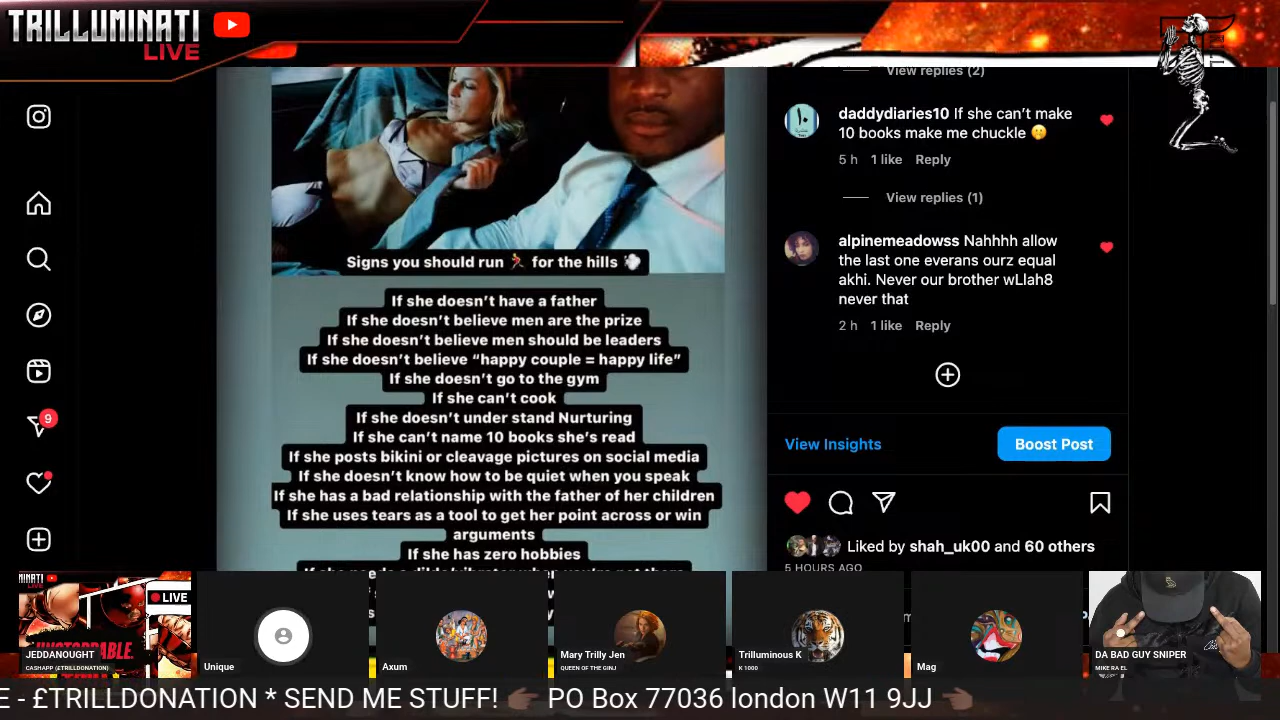 TRILLUMINATI
LIVE
View replies (2)
daddydiaries10 If she can’t make
10 books make me chuckle 🤭
5 h 1 like Reply
View replies (1)
alpinemeadowss Nahhhh allow
the last one everans ourz equal
akhi. Never our brother wLlah8
never that
2 h 1 like Reply
View Insights
Boost Post
Liked by shah_uk00 and 60 others
5 HOURS AGO
9
Signs you should run 🏃 for the hills 💨
If she doesn’t have a father
If she doesn’t believe men are the prize
If she doesn’t believe men should be leaders
If she doesn’t believe “happy couple = happy life”
If she doesn’t go to the gym
If she can’t cook
If she doesn’t under stand Nurturing
If she can’t name 10 books she’s read
If she posts bikini or cleavage pictures on social media
If she doesn’t know how to be quiet when you speak
If she has a bad relationship with the father of her children
If she uses tears as a tool to get her point across or win
arguments
If she has zero hobbies
LIVE
JEDDANOUGHT
CASHAPP (£TRILLDONATION)
Unique
Axum
Mary Trilly Jen
QUEEN OF THE GINJ
Trilluminous K
K 1000
Mag
DA BAD GUY SNIPER
MIKE RA EL
E - £TRILLDONATION * SEND ME STUFF! 👉 PO Box 77036 london W11 9JJ 👈